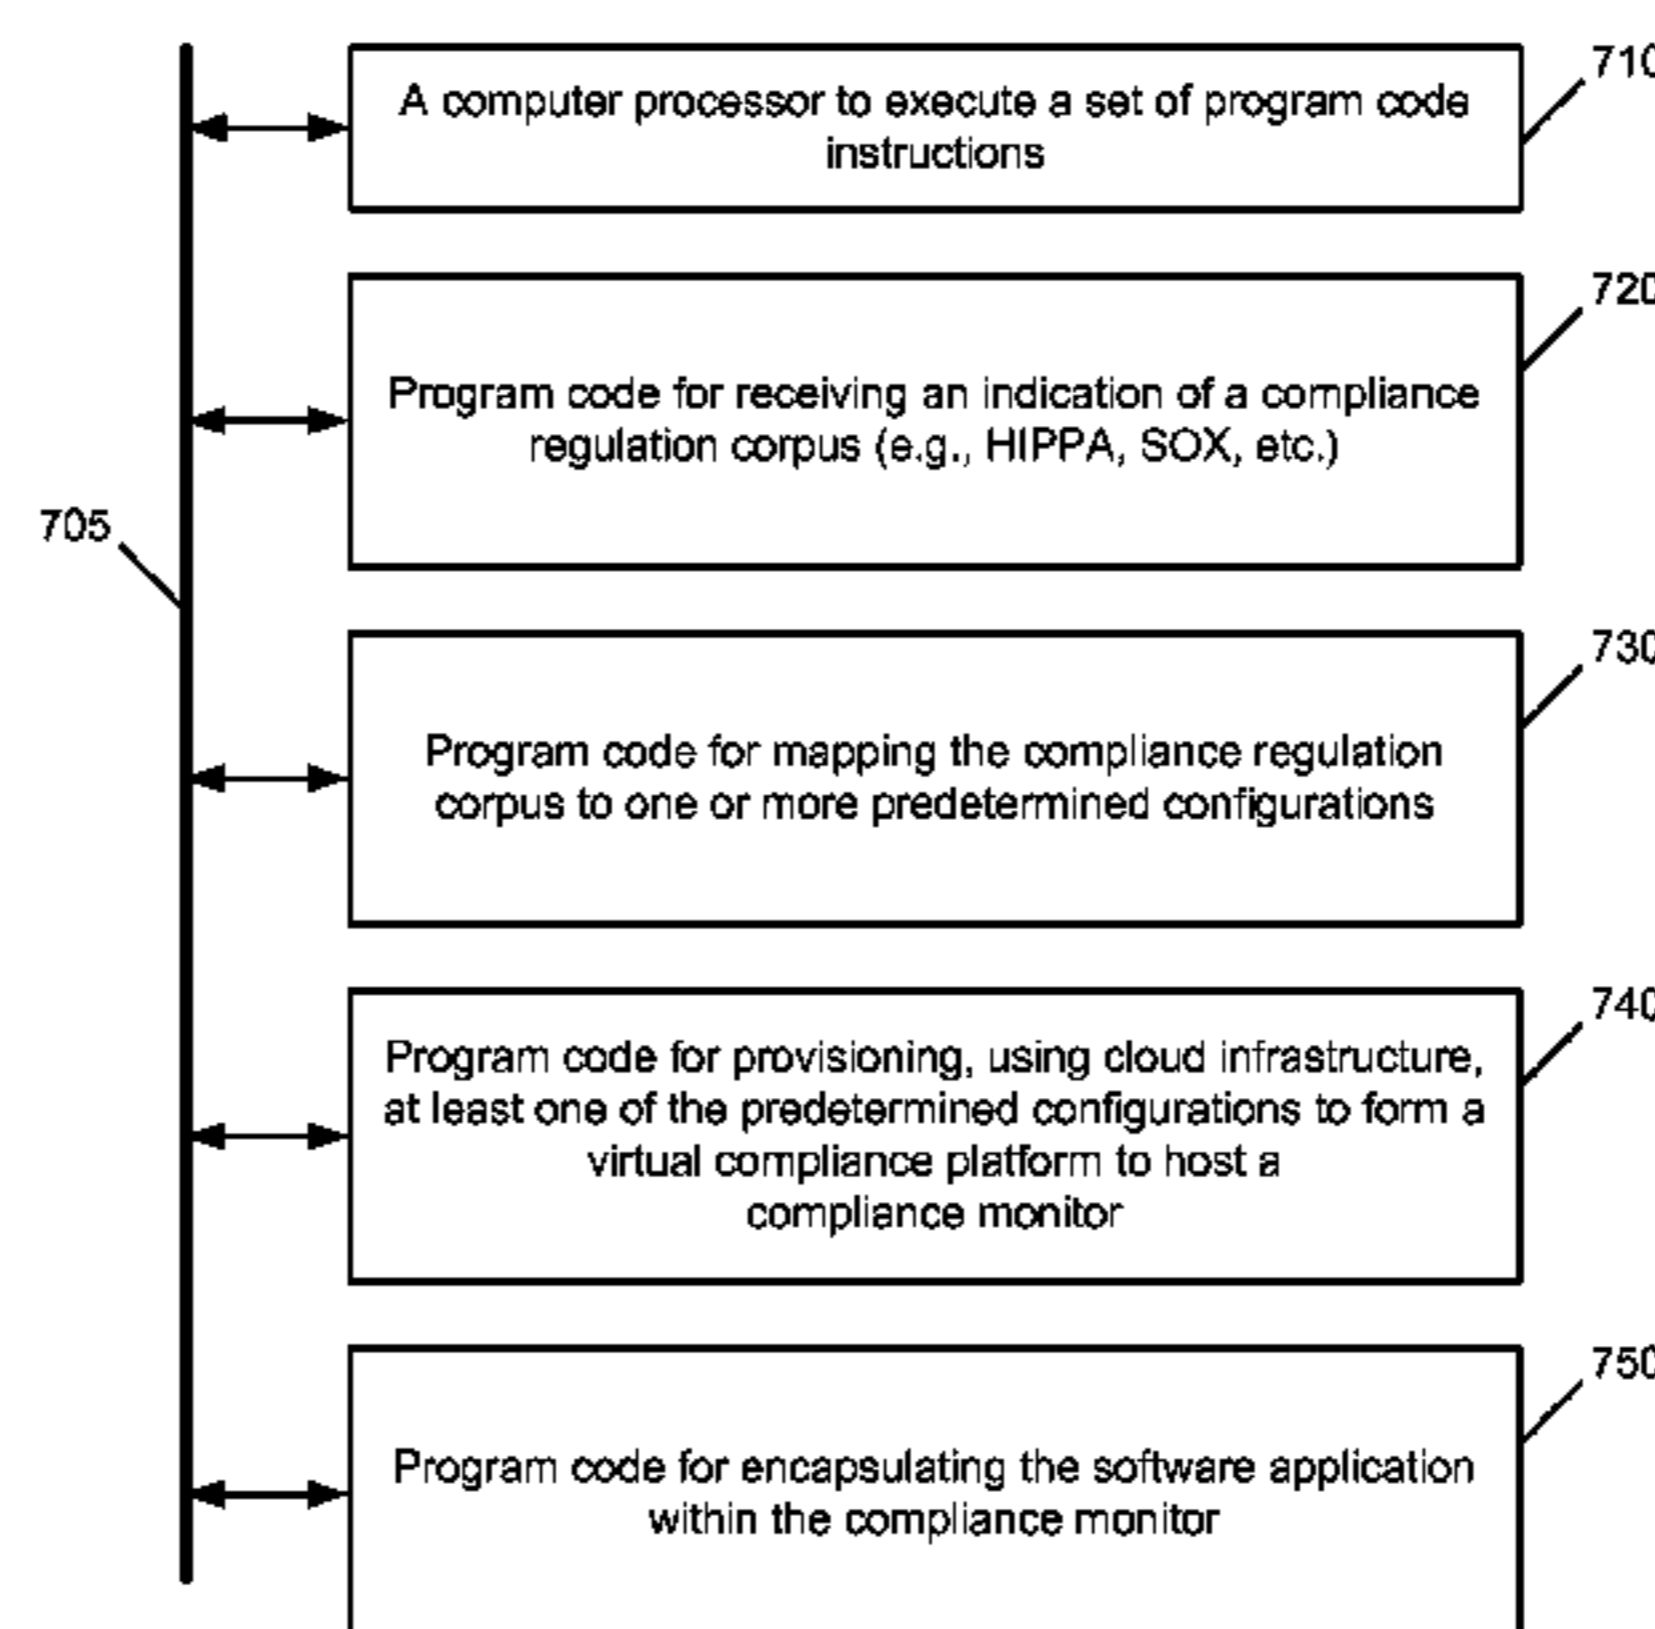 710
A computer processor to execute a set of program code
instructions
720
Program code for receiving an indication of a compliance
regulation corpus (e.g., HIPPA, SOX, etc.)
705
730
Program code for mapping the compliance regulation
corpus to one or more predetermined configurations
740
Program code for provisioning, using cloud infrastructure,
at least one of the predetermined configurations to form a
virtual compliance platform to host a
compliance monitor
750
Program code for encapsulating the software application
within the compliance monitor